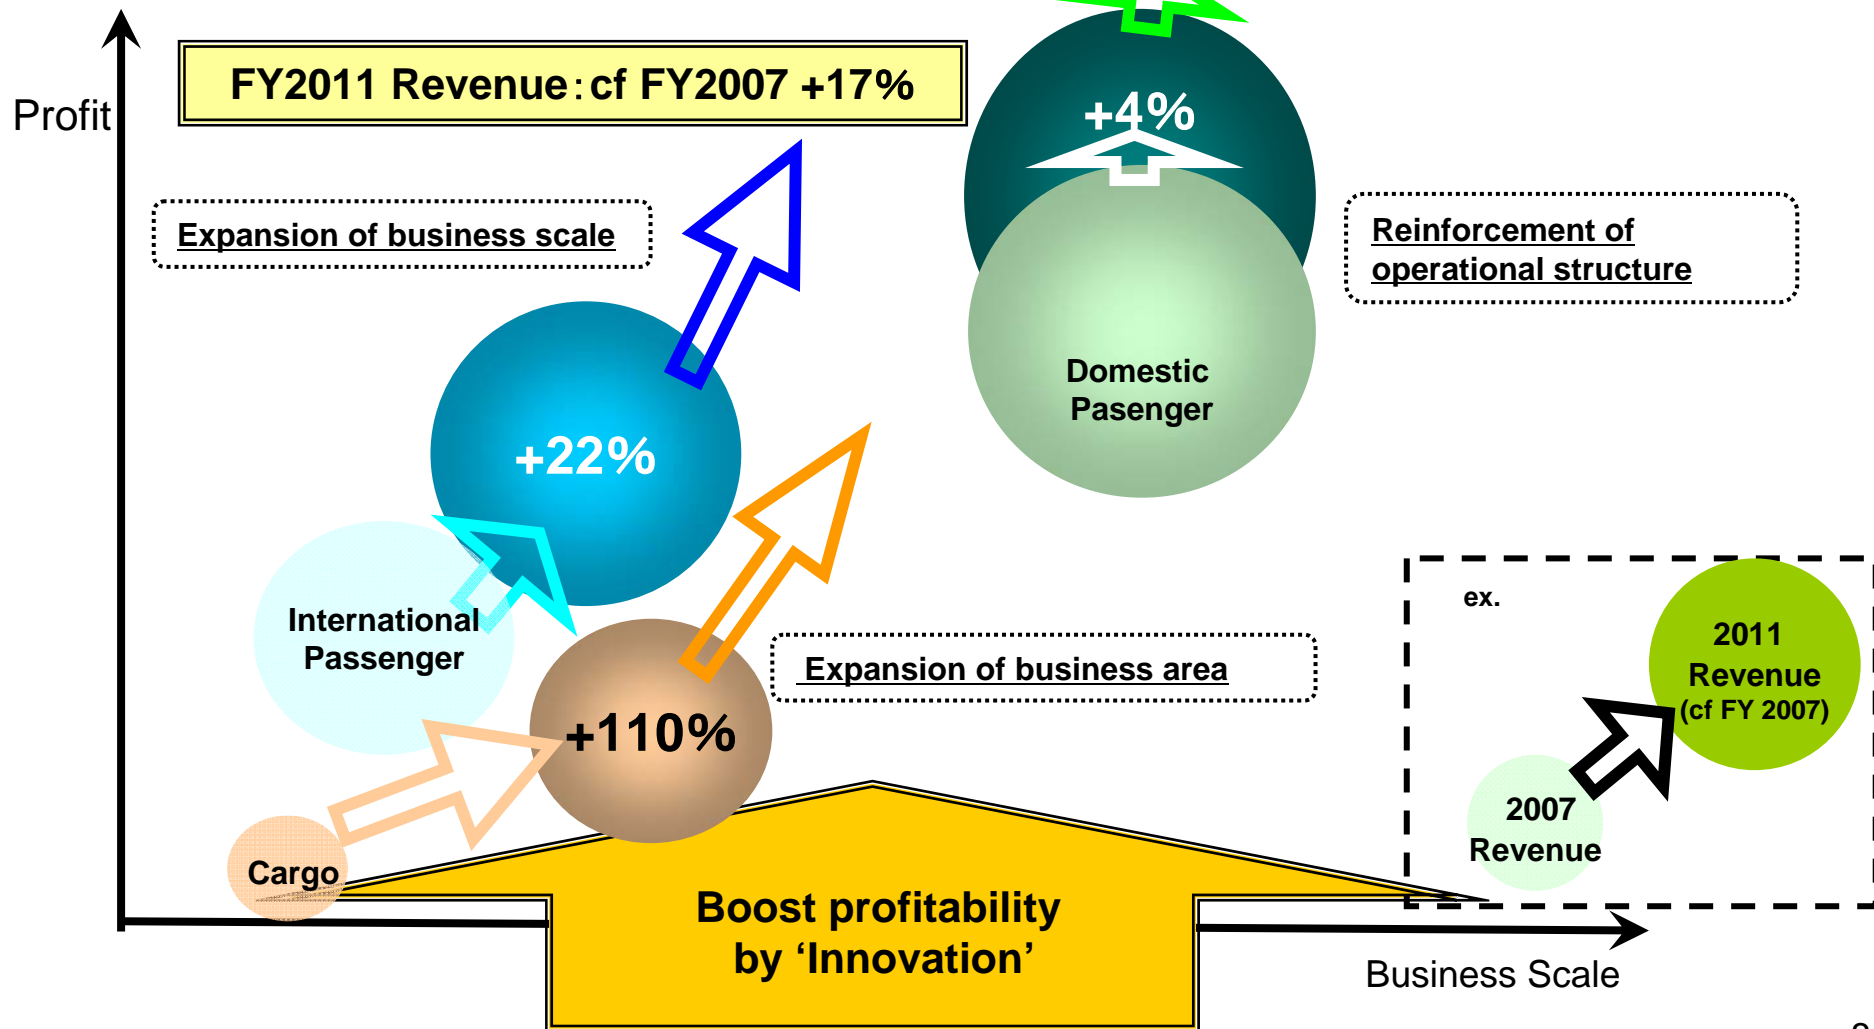 Profit
FY2011 Revenue:cf FY2007 +17%
+4%
Expansion of business scale
Reinforcement of
operational structure
Domestic
Pasenger
+22%
International
Passenger
Expansion of business area
+110%
Cargo
ex.
2011
Revenue
(cf FY 2007)
2007
Revenue
Boost profitability
by ‘Innovation’
Business Scale